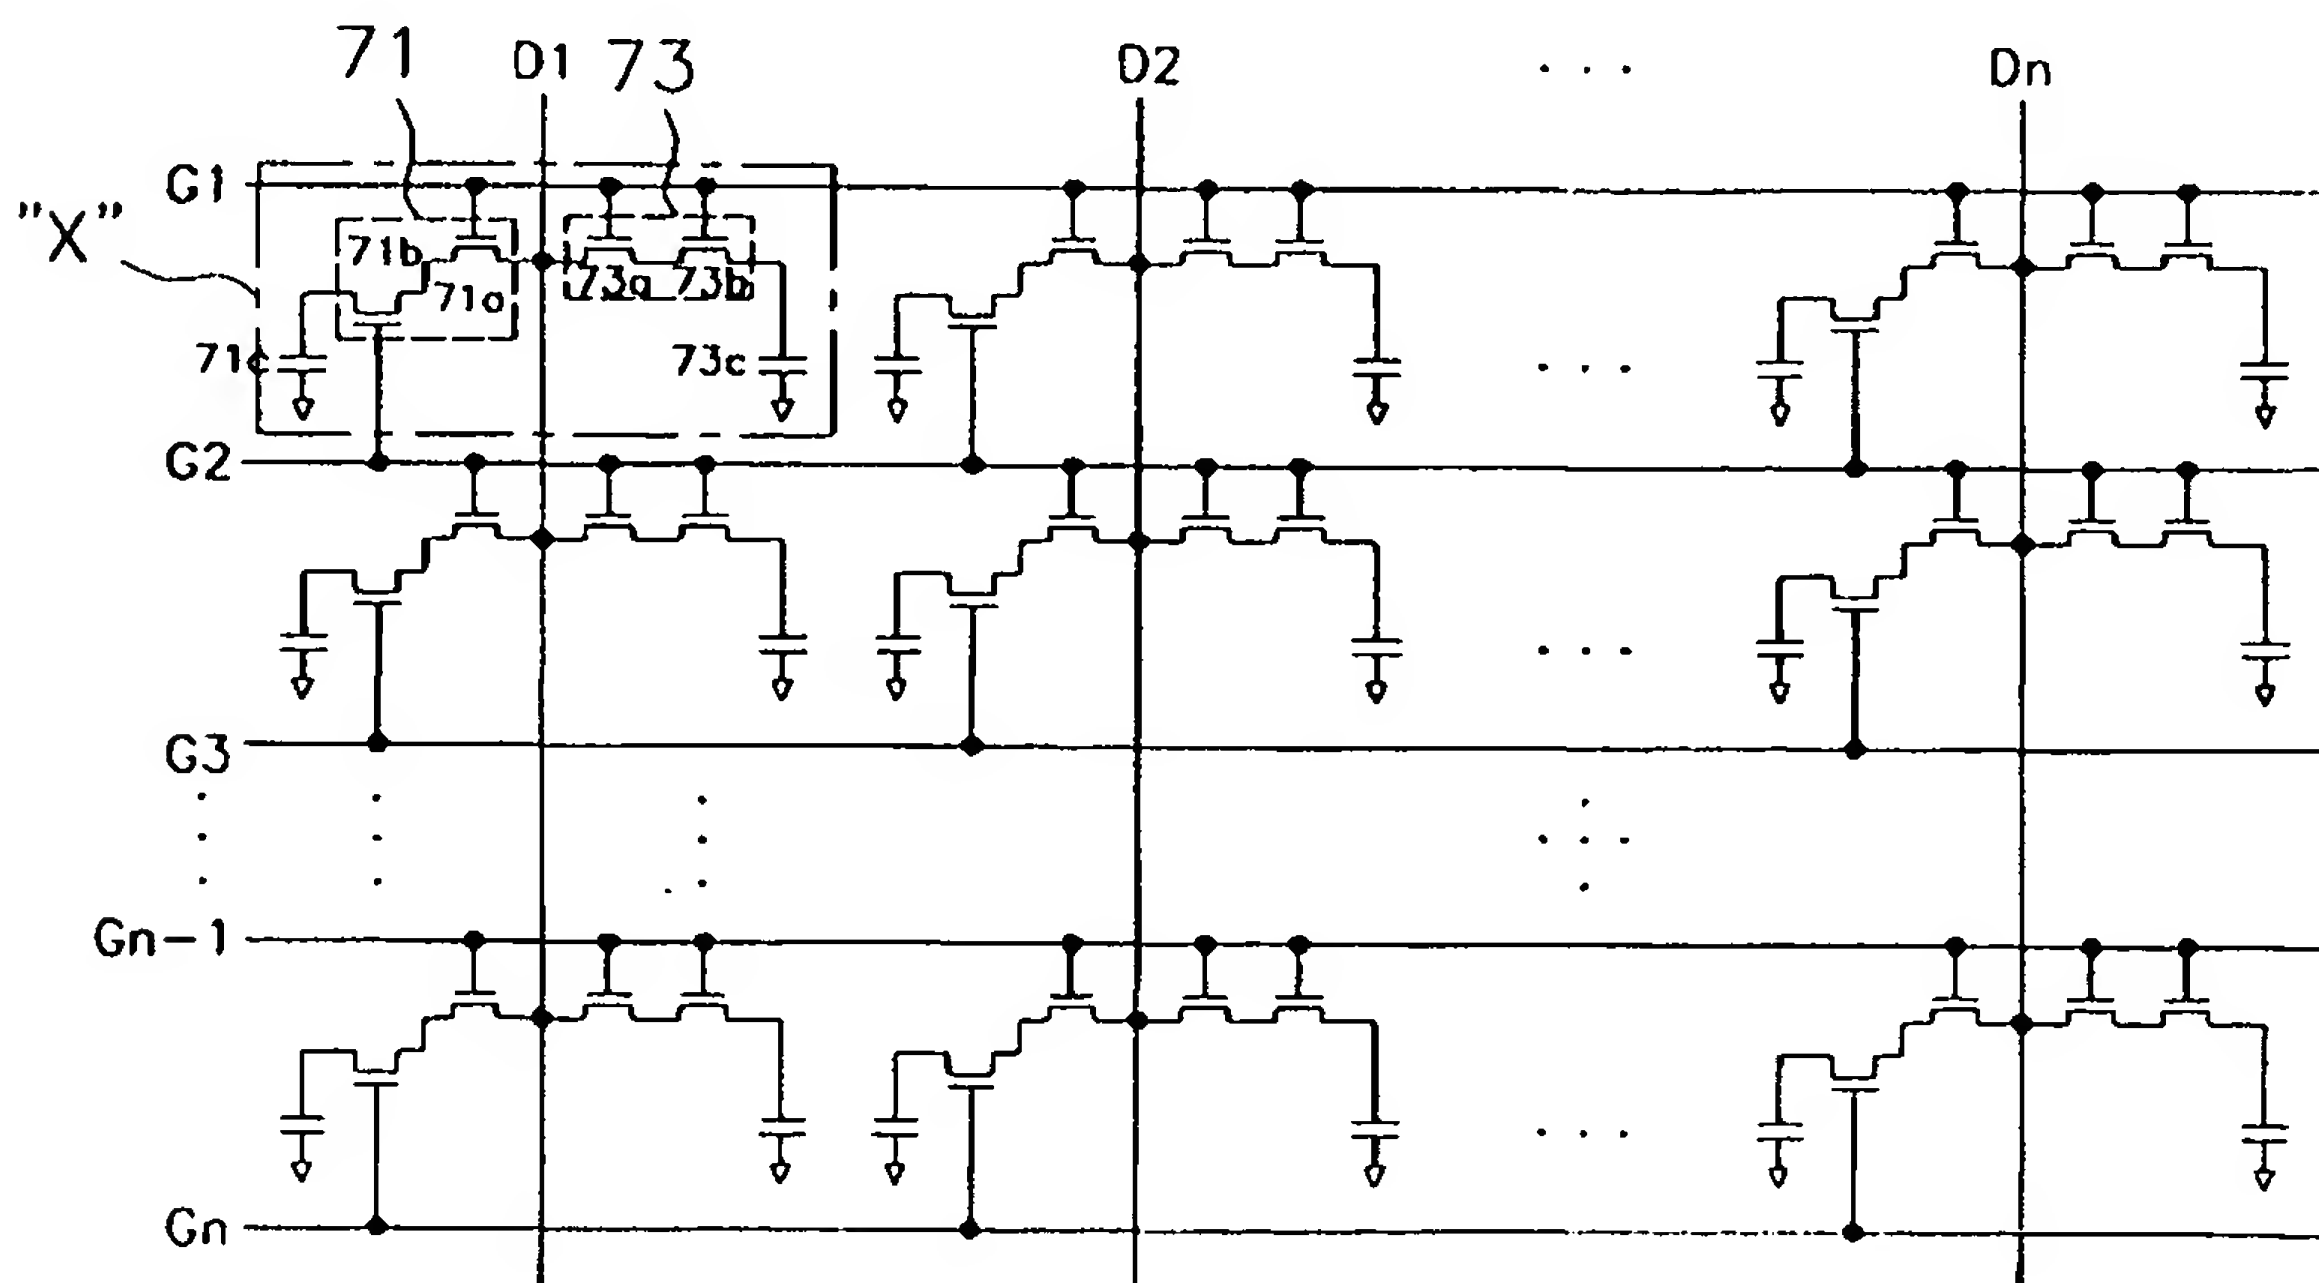 71 D1 73 D2 . . . Dn
G1
"X"
71b 73a 73b
71a
71c 73c
G2
G3
Gn-1
Gn